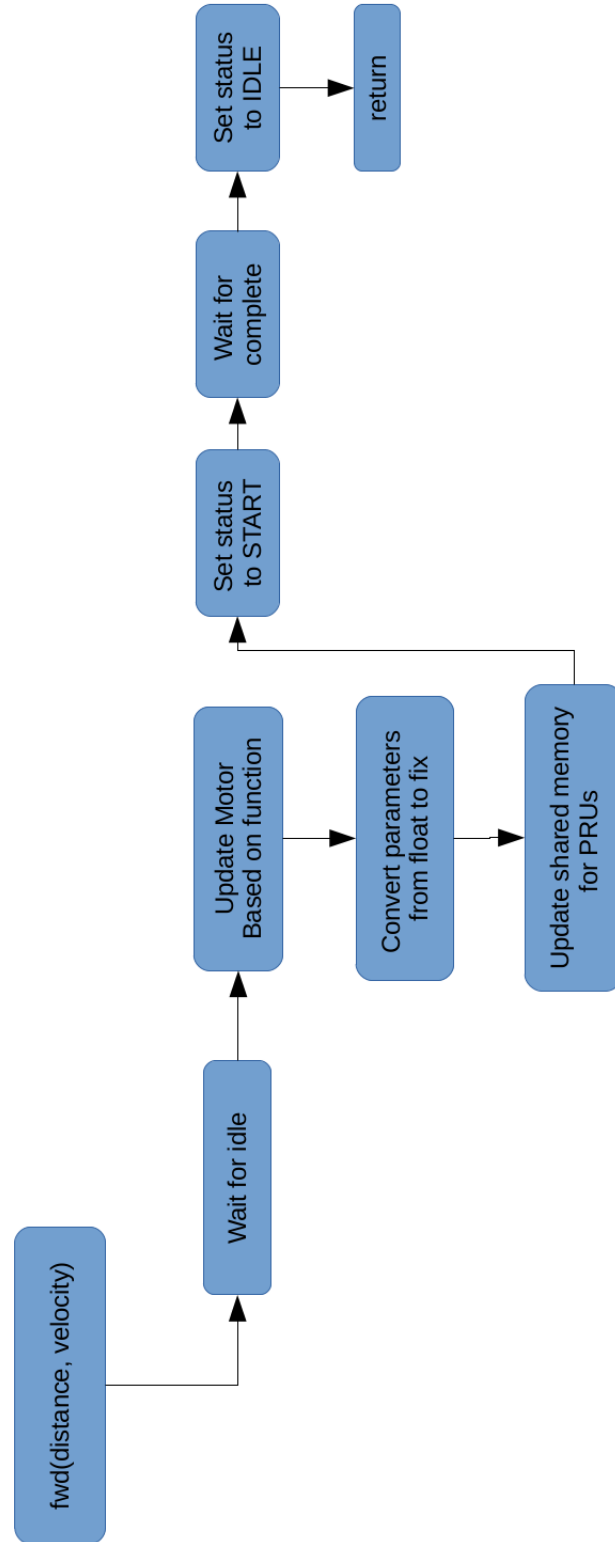 fwd(distance, velocity)
Wait for idle
Update Motor
Based on function
Convert parameters
from float to fix
Update shared memory
for PRUs
Set status
to START
Wait for
complete
Set status
to IDLE
return